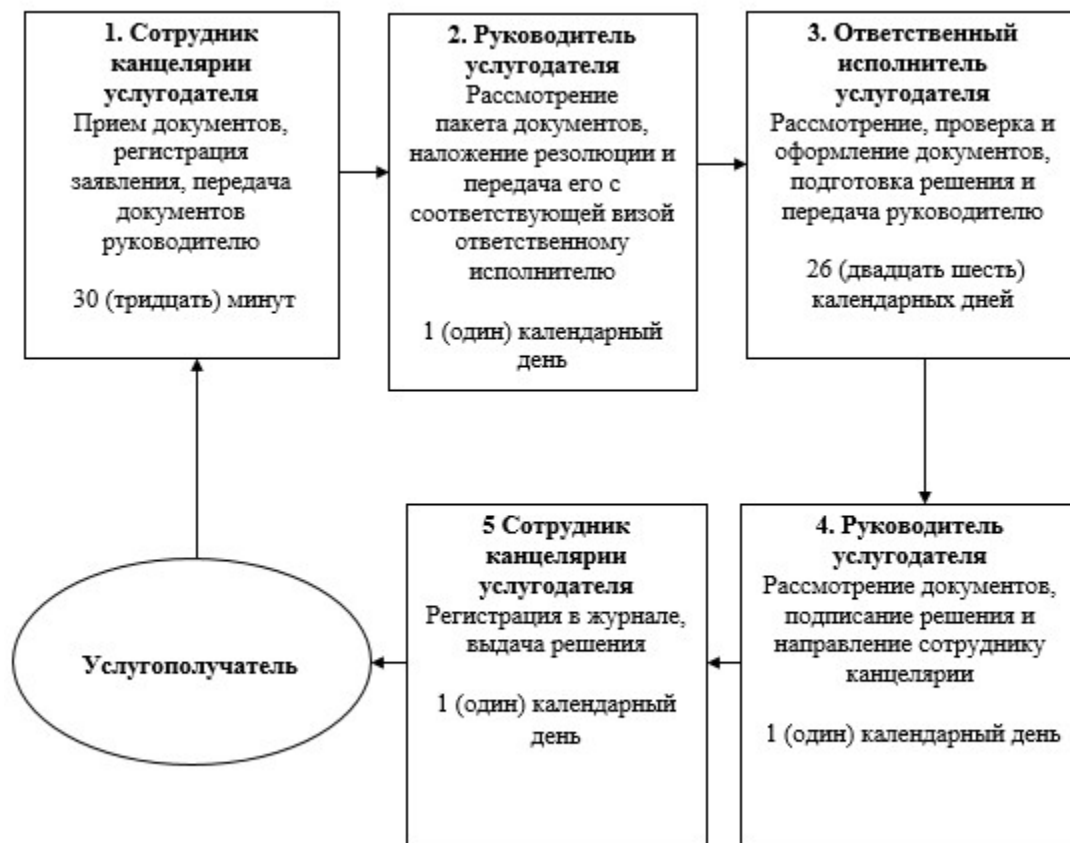 1. Сотрудник
канцелярии
услугодателя
Прием документов,
регистрация
заявления, передача
документов
руководителю
30 (тридцать) минут
2. Руководитель
услугодателя
Рассмотрение
пакета документов,
наложение резолюции и
передача его с
соответствующей визой
ответственному
исполнителю
1 (один) календарный
день
3. Ответственный
исполнитель
услугодателя
Рассмотрение, проверка и
оформление документов,
подготовка решения и
передача руководителю
26 (двадцать шесть)
календарных дней
4. Руководитель
услугодателя
Рассмотрение документов,
подписание решения и
направление сотруднику
канцелярии
1 (один) календарный день
5 Сотрудник
канцелярии
услугодателя
Регистрация в журнале,
выдача решения
1 (один) календарный
день
Услугополучатель